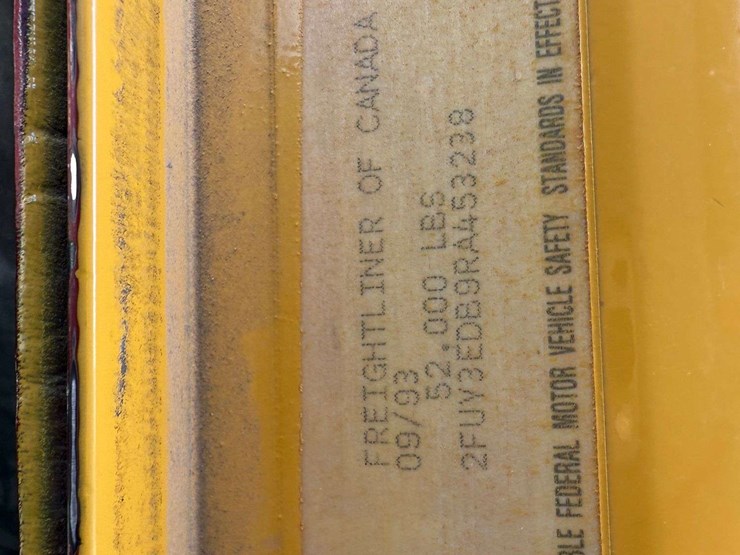 FREIGHTLINER OF CANADA
09/93
52,000 LBS
2FUY3EDB9RA453238
FEDERAL MOTOR VEHICLE SAFETY STANDARDS IN EFFECT